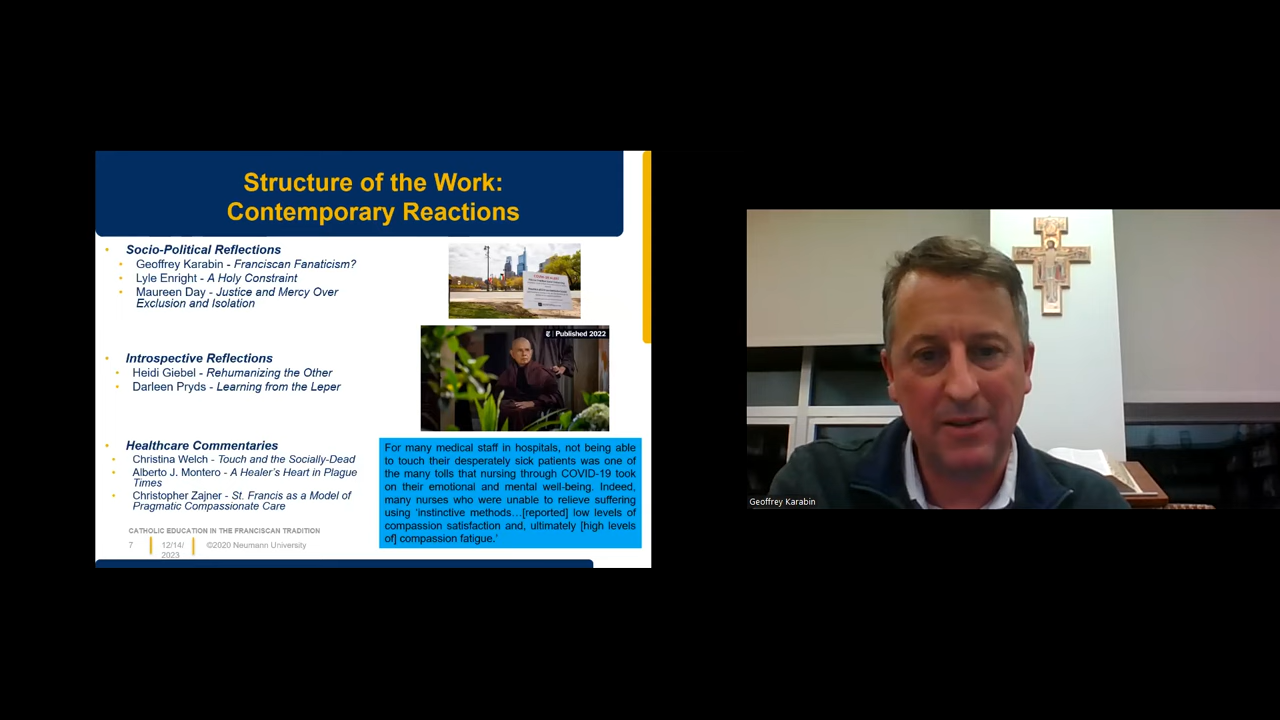 Structure of the Work:
Contemporary Reactions
• Socio-Political Reflections
• Geoffrey Karabin - Franciscan Fanaticism?
• Lyle Enright - A Holy Constraint
• Maureen Day - Justice and Mercy Over
Exclusion and Isolation
• Introspective Reflections
• Heidi Giebel - Rehumanizing the Other
• Darleen Pryds - Learning from the Leper
• Healthcare Commentaries
• Christina Welch - Touch and the Socially-Dead
• Alberto J. Montero - A Healer's Heart in Plague
Times
• Christopher Zajner - St. Francis as a Model of
Pragmatic Compassionate Care
Published 2022
For many medical staff in hospitals, not being able
to touch their desperately sick patients was one of
the many tolls that nursing through COVID-19 took
on their emotional and mental well-being. Indeed,
many nurses who were unable to relieve suffering
using 'instinctive methods…[reported] low levels of
compassion satisfaction and, ultimately [high levels
of] compassion fatigue.'
CATHOLIC EDUCATION IN THE FRANCISCAN TRADITION
7
12/14/
2023
©2020 Neumann University
Geoffrey Karabin